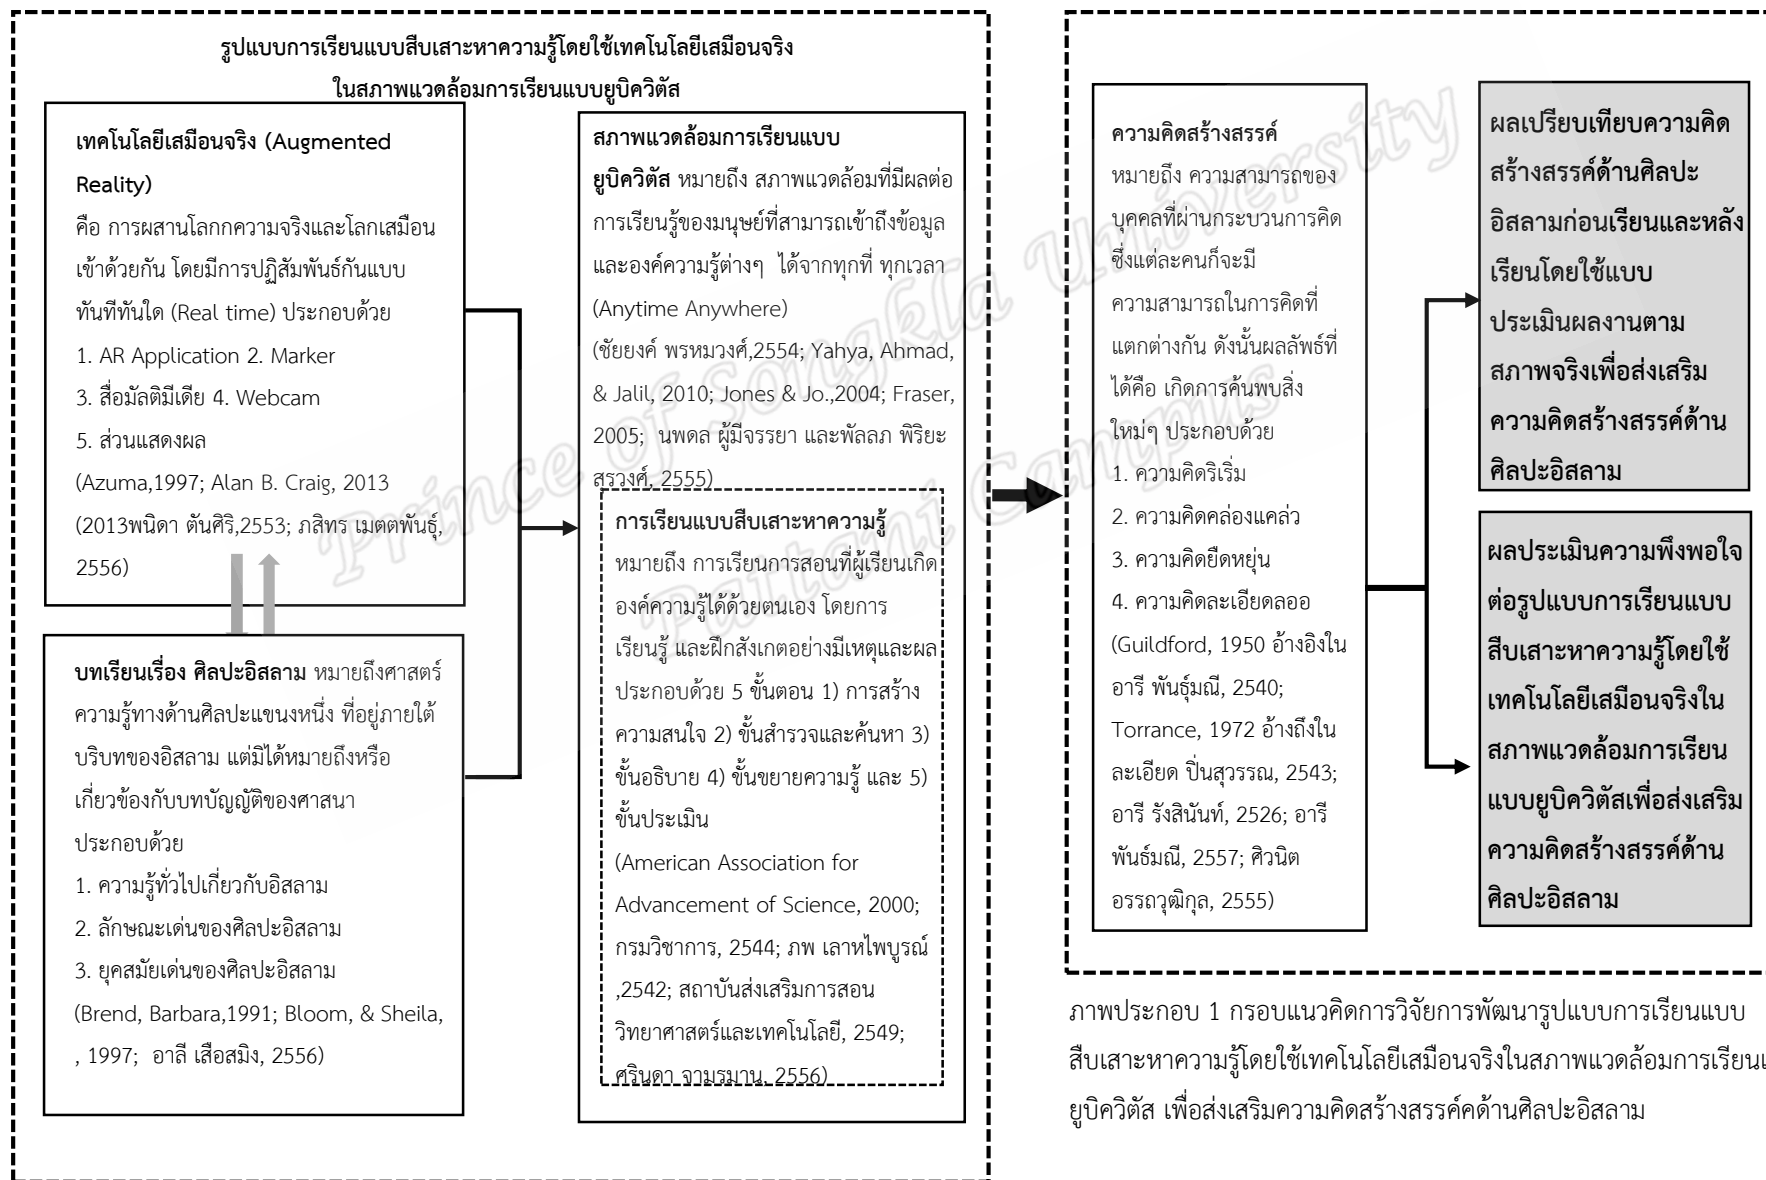 รูปแบบการเรียนแบบสืบเสาะหาความรู้โดยใช้เทคโนโลยีเสมือนจริง
ในสภาพแวดล้อมการเรียนแบบยูบิควิตัส
เทคโนโลยีเสมือนจริง (Augmented
Reality)
คือ การผสานโลกกความจริงและโลกเสมือน
เข้าด้วยกัน โดยมีการปฏิสัมพันธ์กันแบบ
ทันทีทันใด (Real time) ประกอบด้วย
1. AR Application 2. Marker
3. สื่อมัลติมีเดีย 4. Webcam
5. ส่วนแสดงผล
(Azuma,1997; Alan B. Craig, 2013
(2013พนิดา ตันศิริ,2553; ภสิทร เมตตพันธุ์,
2556)
บทเรียนเรื่อง ศิลปะอิสลาม หมายถึงศาสตร์
ความรู้ทางด้านศิลปะแขนงหนึ่ง ที่อยู่ภายใต้
บริบทของอิสลาม แต่มิได้หมายถึงหรือ
เกี่ยวข้องกับบทบัญญัติของศาสนา
ประกอบด้วย
1. ความรู้ทั่วไปเกี่ยวกับอิสลาม
2. ลักษณะเด่นของศิลปะอิสลาม
3. ยุคสมัยเด่นของศิลปะอิสลาม
(Brend, Barbara,1991; Bloom, & Sheila,
, 1997; อาลี เสือสมิง, 2556)
สภาพแวดล้อมการเรียนแบบ
ยูบิควิตัส หมายถึง สภาพแวดล้อมที่มีผลต่อ
การเรียนรู้ของมนุษย์ที่สามารถเข้าถึงข้อมูล
และองค์ความรู้ต่างๆ ได้จากทุกที่ ทุกเวลา
(Anytime Anywhere)
(ชัยยงค์ พรหมวงศ์,2554; Yahya, Ahmad,
& Jalil, 2010; Jones & Jo.,2004; Fraser,
2005; นพดล ผู้มีจรรยา และพัลลภ พิริยะ
สุรวงศ์, 2555)
การเรียนแบบสืบเสาะหาความรู้
หมายถึง การเรียนการสอนที่ผู้เรียนเกิด
องค์ความรู้ได้ด้วยตนเอง โดยการ
เรียนรู้ และฝึกสังเกตอย่างมีเหตุและผล
ประกอบด้วย 5 ขั้นตอน 1) การสร้าง
ความสนใจ 2) ขั้นสำรวจและค้นหา 3)
ขั้นอธิบาย 4) ขั้นขยายความรู้ และ 5)
ขั้นประเมิน
(American Association for
Advancement of Science, 2000;
กรมวิชาการ, 2544; ภพ เลาหไพบูรณ์
,2542; สถาบันส่งเสริมการสอน
วิทยาศาสตร์และเทคโนโลยี, 2549;
ศรินดา จามรมาน, 2556)
ความคิดสร้างสรรค์
หมายถึง ความสามารถของ
บุคคลที่ผ่านกระบวนการคิด
ซึ่งแต่ละคนก็จะมี
ความสามารถในการคิดที่
แตกต่างกัน ดังนั้นผลลัพธ์ที่
ได้คือ เกิดการค้นพบสิ่ง
ใหม่ๆ ประกอบด้วย
1. ความคิดริเริ่ม
2. ความคิดคล่องแคล่ว
3. ความคิดยืดหยุ่น
4. ความคิดละเอียดลออ
(Guildford, 1950 อ้างอิงใน
อารี พันธุ์มณี, 2540;
Torrance, 1972 อ้างถึงใน
ละเอียด ปิ่นสุวรรณ, 2543;
อารี รังสินันท์, 2526; อารี
พันธ์มณี, 2557; ศิวนิต
อรรถวุฒิกุล, 2555)
ผลเปรียบเทียบความคิด
สร้างสรรค์ด้านศิลปะ
อิสลามก่อนเรียนและหลัง
เรียนโดยใช้แบบ
ประเมินผลงานตาม
สภาพจริงเพื่อส่งเสริม
ความคิดสร้างสรรค์ด้าน
ศิลปะอิสลาม
ผลประเมินความพึงพอใจ
ต่อรูปแบบการเรียนแบบ
สืบเสาะหาความรู้โดยใช้
เทคโนโลยีเสมือนจริงใน
สภาพแวดล้อมการเรียน
แบบยูบิควิตัสเพื่อส่งเสริม
ความคิดสร้างสรรค์ด้าน
ศิลปะอิสลาม
ภาพประกอบ 1 กรอบแนวคิดการวิจัยการพัฒนารูปแบบการเรียนแบบ
สืบเสาะหาความรู้โดยใช้เทคโนโลยีเสมือนจริงในสภาพแวดล้อมการเรียนแ
ยูบิควิตัส เพื่อส่งเสริมความคิดสร้างสรรค์คด้านศิลปะอิสลาม
Prince of Songkla University
Pattani Campus